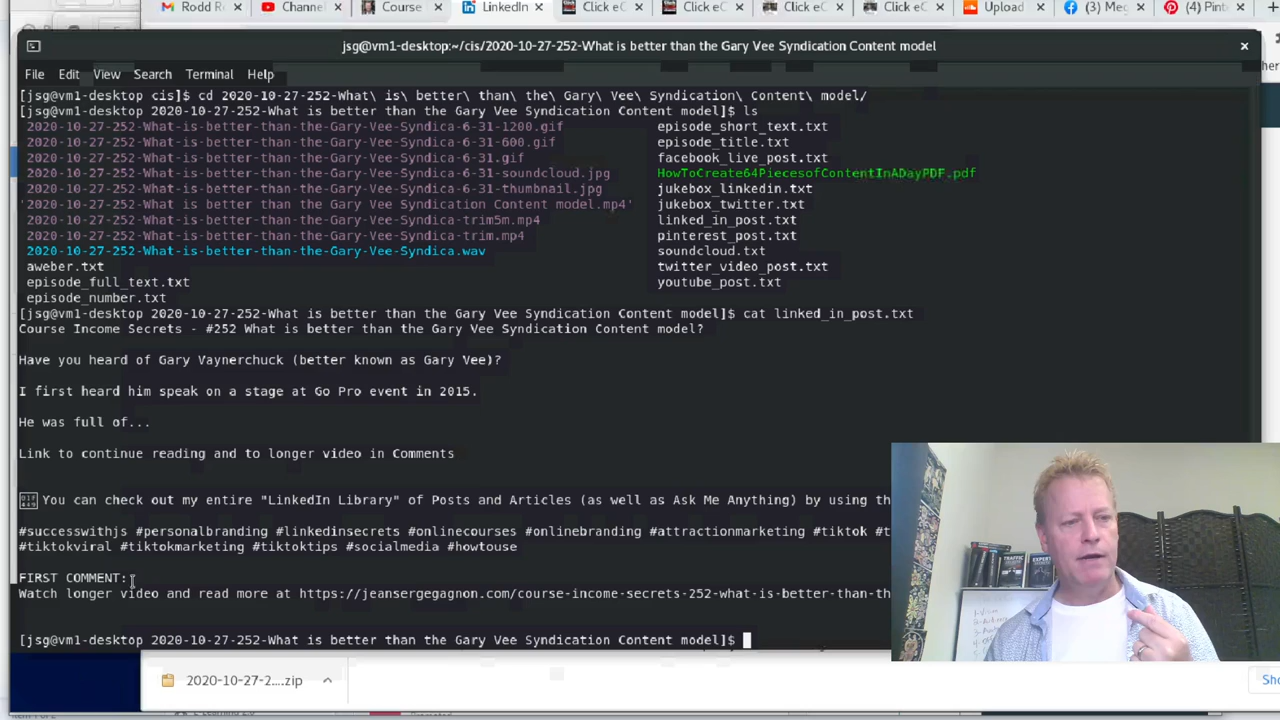 Rodd R
Channe
Course
LinkedIn
Click eC
Click eC
Click eC
Click eC
Upload
(3) Me
(4) Pint
jsg@vm1-desktop:~/cis/2020-10-27-252-What is better than the Gary Vee Syndication Content model
File Edit View Search Terminal Help
[jsg@vm1-desktop cis]$ cd 2020-10-27-252-What\ is\ better\ than\ the\ Gary\ Vee\ Syndication\ Content\ model/
[jsg@vm1-desktop 2020-10-27-252-What is better than the Gary Vee Syndication Content model]$ ls
2020-10-27-252-What-is-better-than-the-Gary-Vee-Syndica-6-31-1200.gif episode_short_text.txt
2020-10-27-252-What-is-better-than-the-Gary-Vee-Syndica-6-31-600.gif episode_title.txt
2020-10-27-252-What-is-better-than-the-Gary-Vee-Syndica-6-31.gif facebook_live_post.txt
2020-10-27-252-What-is-better-than-the-Gary-Vee-Syndica-6-31-soundcloud.jpg HowToCreate64PiecesofContentInADayPDF.pdf
2020-10-27-252-What-is-better-than-the-Gary-Vee-Syndica-6-31-thumbnail.jpg jukebox_linkedin.txt
'2020-10-27-252-What is better than the Gary Vee Syndication Content model.mp4' jukebox_twitter.txt
2020-10-27-252-What-is-better-than-the-Gary-Vee-Syndica-trim5m.mp4 linked_in_post.txt
2020-10-27-252-What-is-better-than-the-Gary-Vee-Syndica-trim.mp4 pinterest_post.txt
2020-10-27-252-What-is-better-than-the-Gary-Vee-Syndica.wav soundcloud.txt
aweber.txt twitter_video_post.txt
episode_full_text.txt youtube_post.txt
episode_number.txt
[jsg@vm1-desktop 2020-10-27-252-What is better than the Gary Vee Syndication Content model]$ cat linked_in_post.txt
Course Income Secrets - #252 What is better than the Gary Vee Syndication Content model?
Have you heard of Gary Vaynerchuck (better known as Gary Vee)?
I first heard him speak on a stage at Go Pro event in 2015.
He was full of...
Link to continue reading and to longer video in Comments
You can check out my entire "LinkedIn Library" of Posts and Articles (as well as Ask Me Anything) by using th
#successwithjs #personalbranding #linkedinsecrets #onlinecourses #onlinebranding #attractionmarketing #tiktok #t
#tiktokviral #tiktokmarketing #tiktoktips #socialmedia #howtouse
FIRST COMMENT:
Watch longer video and read more at https://jeansergegagnon.com/course-income-secrets-252-what-is-better-than-th
[jsg@vm1-desktop 2020-10-27-252-What is better than the Gary Vee Syndication Content model]$
2020-10-27-2....zip
Sho
TRAFFIC
EXPERT